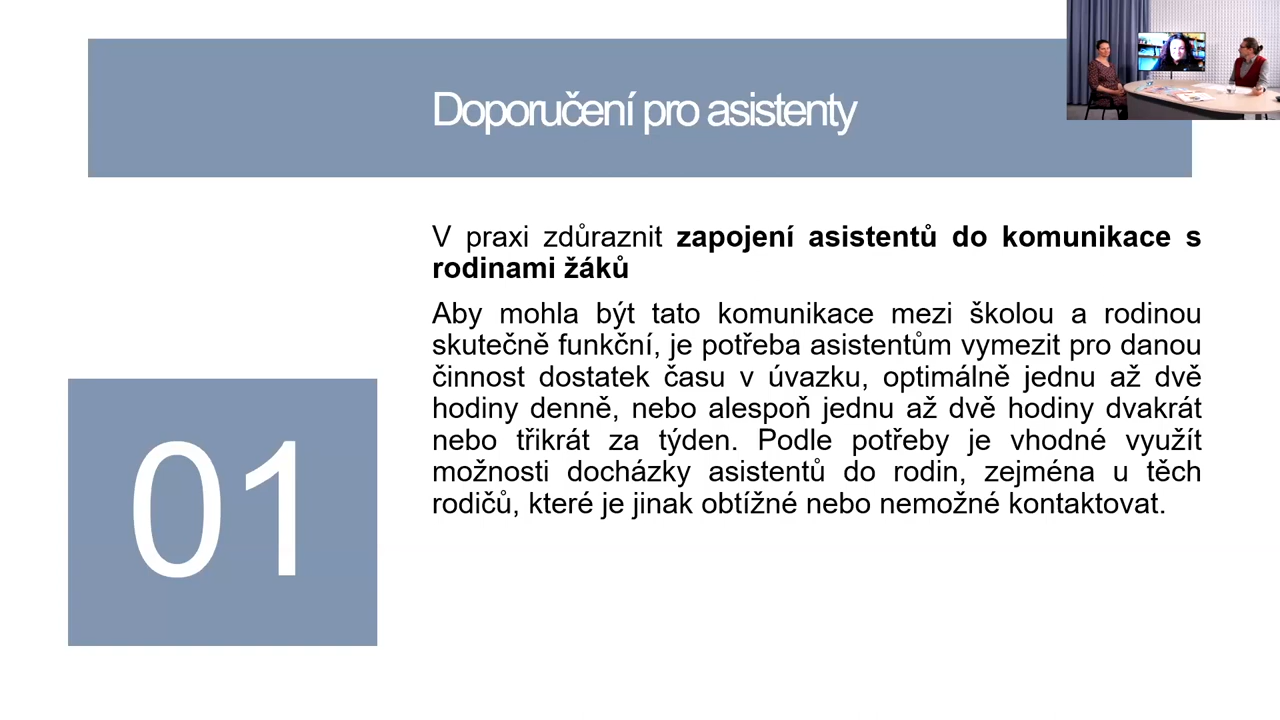 Doporučení pro asistenty
V praxi zdůraznit zapojení asistentů do komunikace s
rodinami žáků
Aby mohla být tato komunikace mezi školou a rodinou
skutečně funkční, je potřeba asistentům vymezit pro danou
činnost dostatek času v úvazku, optimálně jednu až dvě
hodiny denně, nebo alespoň jednu až dvě hodiny dvakrát
nebo třikrát za týden. Podle potřeby je vhodné využít
možnosti docházky asistentů do rodin, zejména u těch
rodičů, které je jinak obtížné nebo nemožné kontaktovat.
01